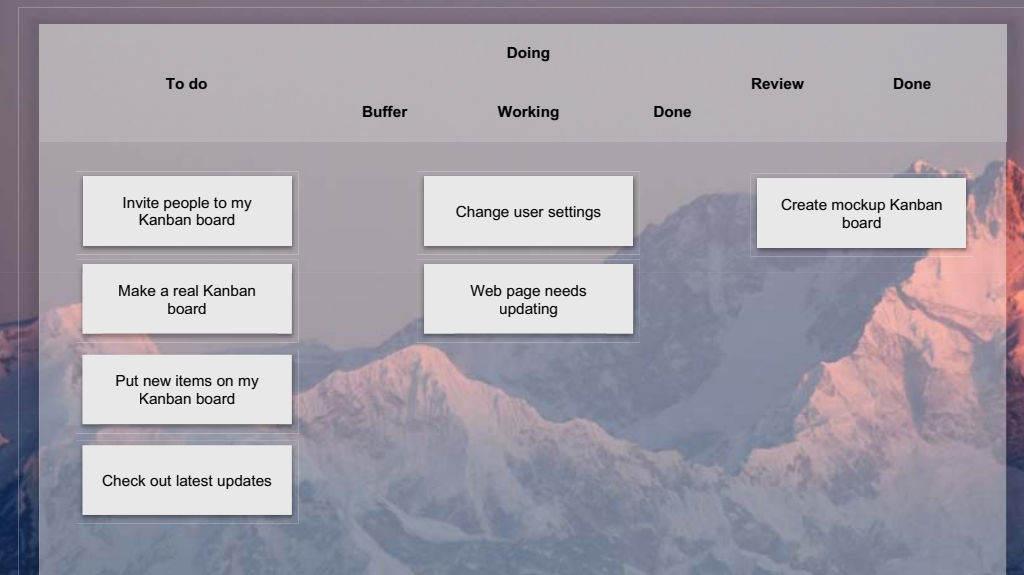 Doing
To do
Review
Done
Buffer
Working
Done
Invite people to my
Kanban board
Make a real Kanban
board
Put new items on my
Kanban board
Check out latest updates
Change user settings
Web page needs
updating
Create mockup Kanban
board